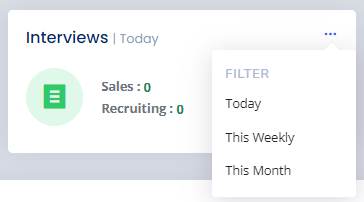 Interviews | Today ...
Sales : 0
Recruiting : 0
FILTER
Today
This Weekly
This Month